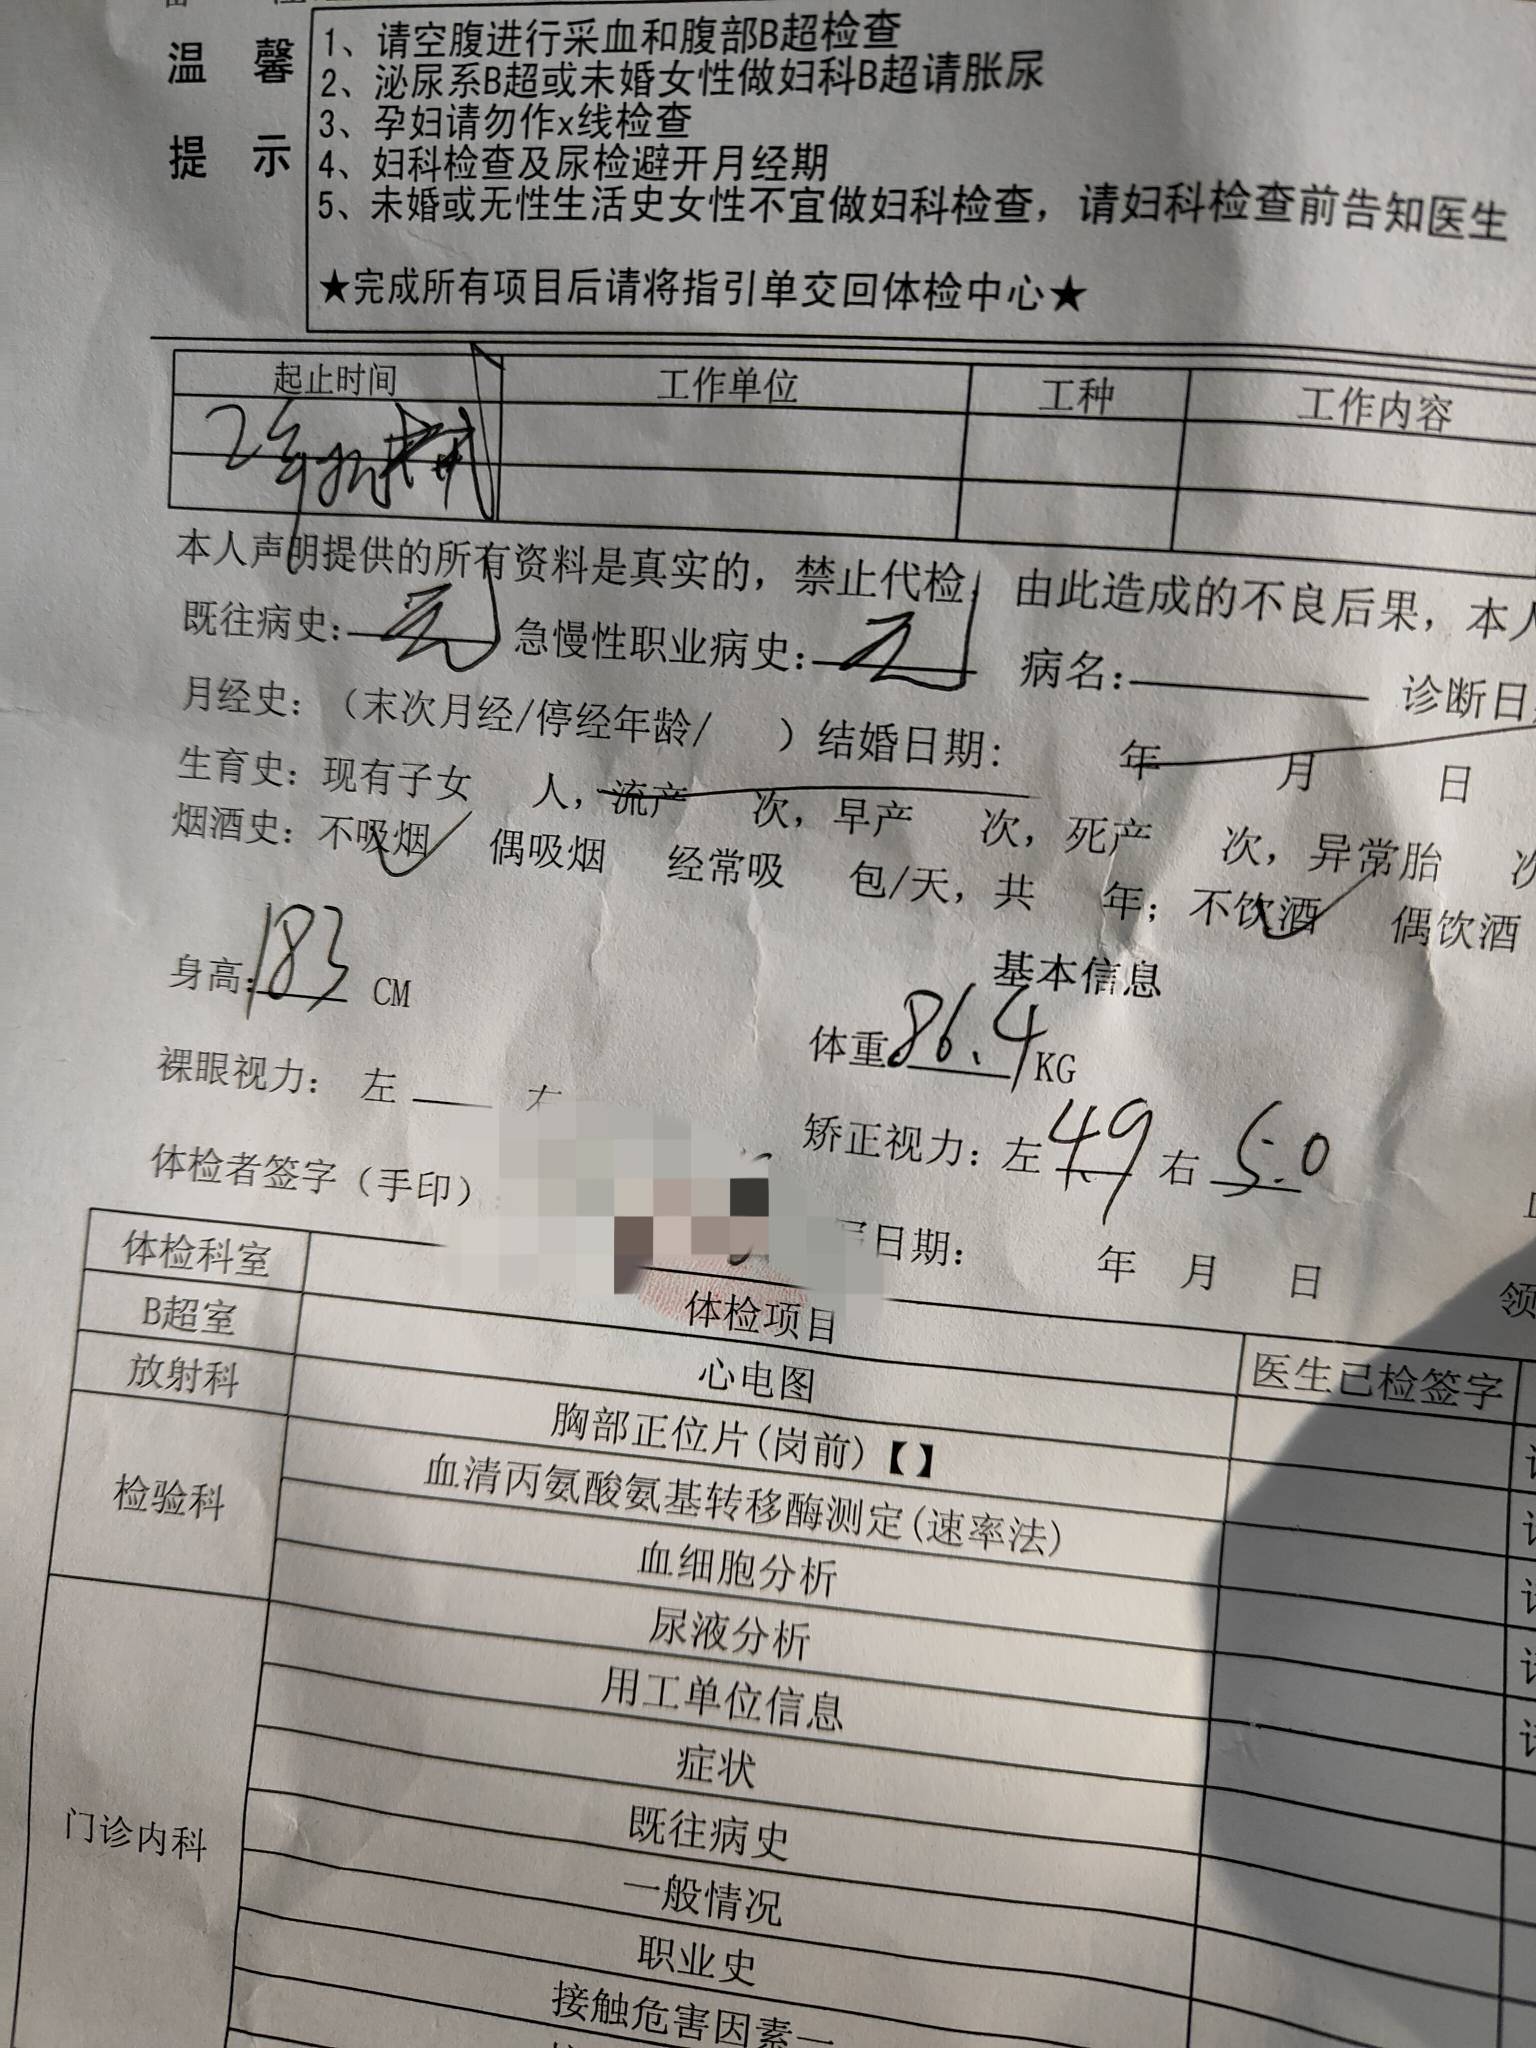 温 馨
提 示
1、请空腹进行采血和腹部B超检查
2、泌尿系B超或未婚女性做妇科B超请胀尿
3、孕妇请勿作x线检查
4、妇科检查及尿检避开月经期
5、未婚或无性生活史女性不宜做妇科检查，请妇科检查前告知医生
★完成所有项目后请将指引单交回体检中心★
起止时间 工作单位 工种 工作内容
2年
本人声明提供的所有资料是真实的，禁止代检，由此造成的不良后果，本人
既往病史：无 急慢性职业病史：无 病名： 诊断日
月经史：（末次月经/停经年龄/ ）结婚日期： 年 月 日
生育史：现有子女 人，流产 次，早产 次，死产 次，异常胎 次
烟酒史：不吸烟✓ 偶吸烟 经常吸 包/天，共 年；不饮酒✓ 偶饮酒
基本信息
身高：183 CM 体重 86.4 KG
裸眼视力： 左 右 矫正视力：左 4.9 右 5.0
体检者签字（手印） 日期： 年 月 日
领
体检科室 体检项目 医生已检签字
B超室 心电图
放射科 胸部正位片(岗前)【】
检验科 血清丙氨酸氨基转移酶测定(速率法)
血细胞分析
尿液分析
门诊内科 用工单位信息
症状
既往病史
一般情况
职业史
接触危害因素一